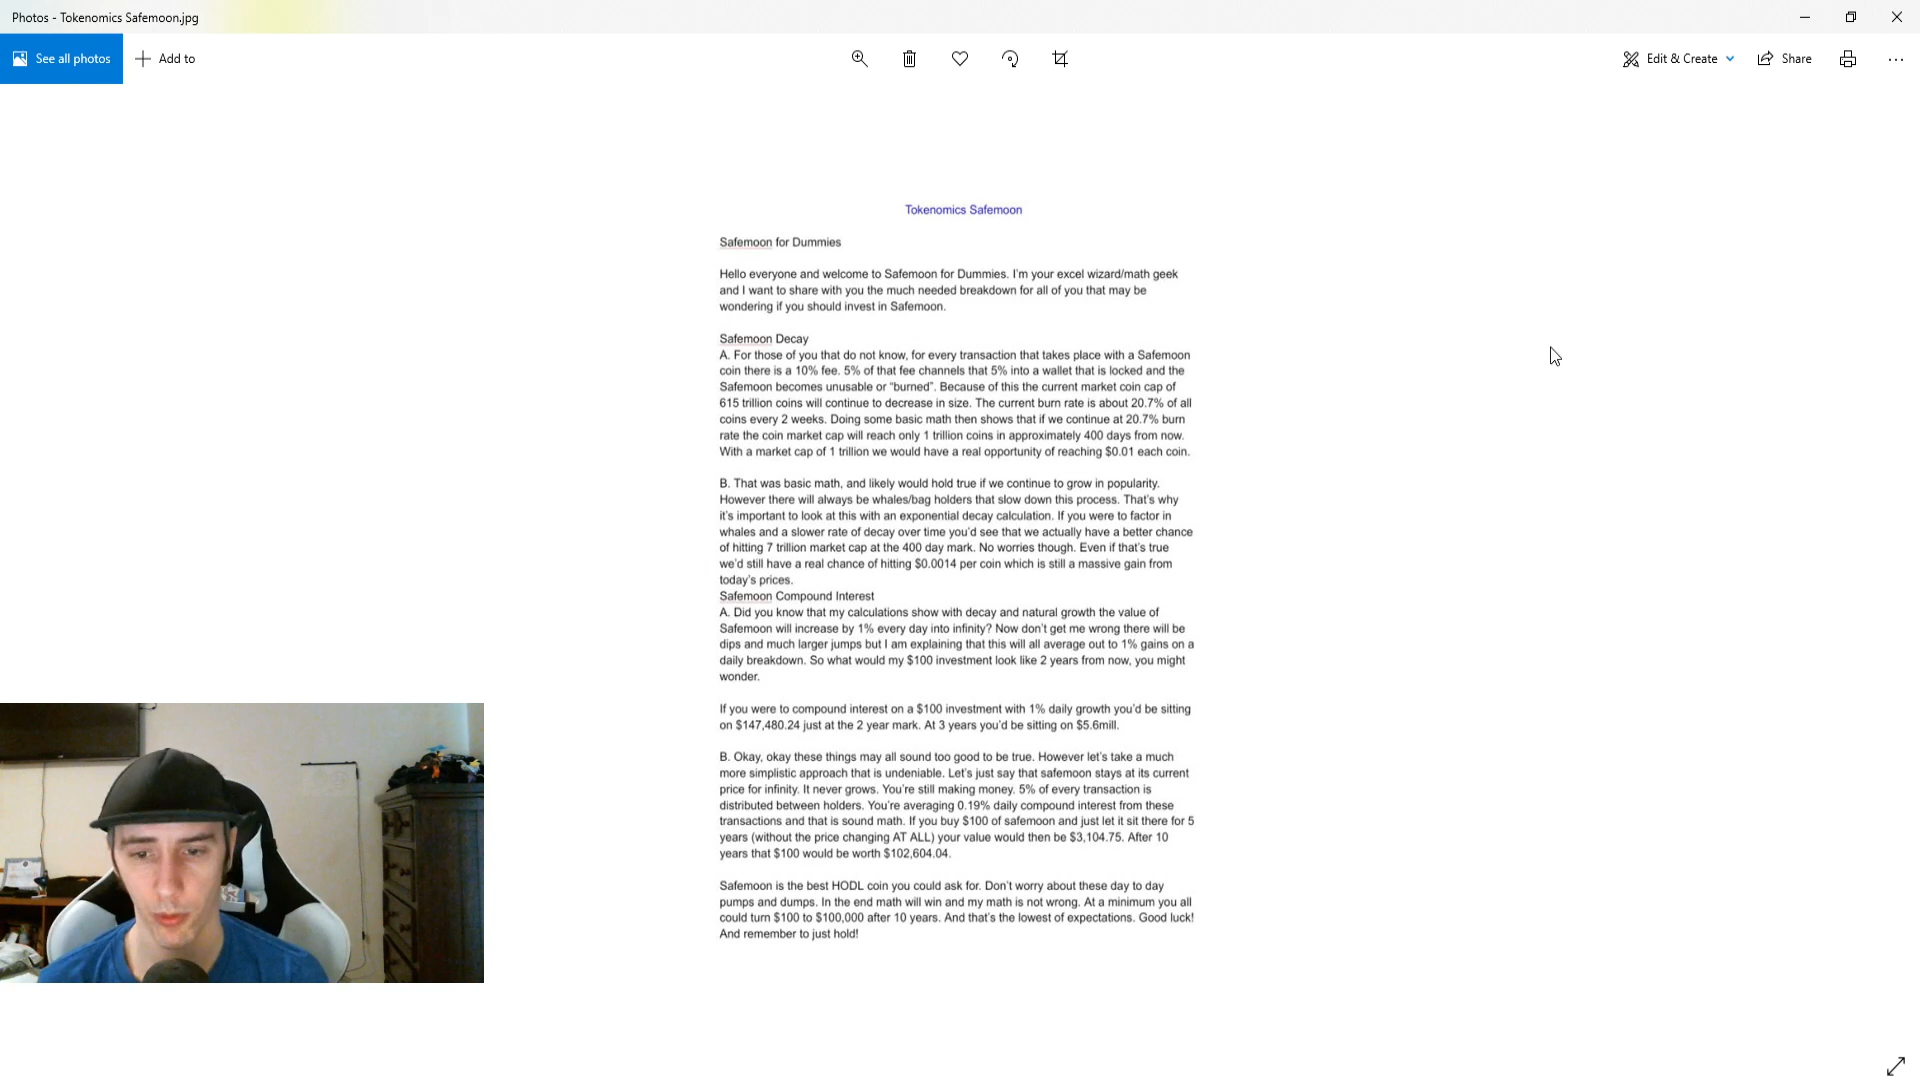 Photos - Tokenomics Safemoon.jpg
See all photos
Add to
Edit & Create
Share
Tokenomics Safemoon
Safemoon for Dummies
Hello everyone and welcome to Safemoon for Dummies. I'm your excel wizard/math geek
and I want to share with you the much needed breakdown for all of you that may be
wondering if you should invest in Safemoon.
Safemoon Decay
A. For those of you that do not know, for every transaction that takes place with a Safemoon
coin there is a 10% fee. 5% of that fee channels that 5% into a wallet that is locked and the
Safemoon becomes unusable or "burned". Because of this the current market coin cap of
615 trillion coins will continue to decrease in size. The current burn rate is about 20.7% of all
coins every 2 weeks. Doing some basic math then shows that if we continue at 20.7% burn
rate the coin market cap will reach only 1 trillion coins in approximately 400 days from now.
With a market cap of 1 trillion we would have a real opportunity of reaching $0.01 each coin.
B. That was basic math, and likely would hold true if we continue to grow in popularity.
However there will always be whales/bag holders that slow down this process. That's why
it's important to look at this with an exponential decay calculation. If you were to factor in
whales and a slower rate of decay over time you'd see that we actually have a better chance
of hitting 7 trillion market cap at the 400 day mark. No worries though. Even if that's true
we'd still have a real chance of hitting $0.0014 per coin which is still a massive gain from
today's prices.
Safemoon Compound Interest
A. Did you know that my calculations show with decay and natural growth the value of
Safemoon will increase by 1% every day into infinity? Now don't get me wrong there will be
dips and much larger jumps but I am explaining that this will all average out to 1% gains on a
daily breakdown. So what would my $100 investment look like 2 years from now, you might
wonder.
If you were to compound interest on a $100 investment with 1% daily growth you'd be sitting
on $147,480.24 just at the 2 year mark. At 3 years you'd be sitting on $5.6mill.
B. Okay, okay these things may all sound too good to be true. However let's take a much
more simplistic approach that is undeniable. Let's just say that safemoon stays at its current
price for infinity. It never grows. You're still making money. 5% of every transaction is
distributed between holders. You're averaging 0.19% daily compound interest from these
transactions and that is sound math. If you buy $100 of safemoon and just let it sit there for 5
years (without the price changing AT ALL) your value would then be $3,104.75. After 10
years that $100 would be worth $102,604.04.
Safemoon is the best HODL coin you could ask for. Don't worry about these day to day
pumps and dumps. In the end math will win and my math is not wrong. At a minimum you all
could turn $100 to $100,000 after 10 years. And that's the lowest of expectations. Good luck!
And remember to just hold!